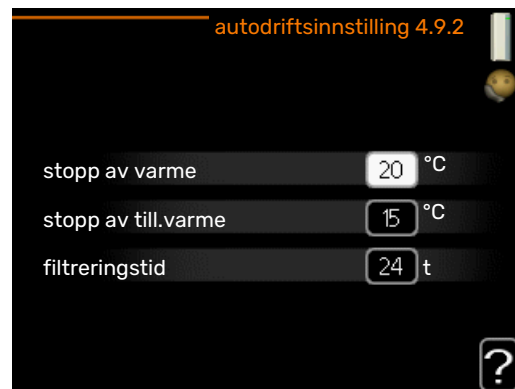 autodriftsinnstilling 4.9.2
stopp av varme 20 °C
stopp av till.varme 15 °C
filtreringstid 24 t
?